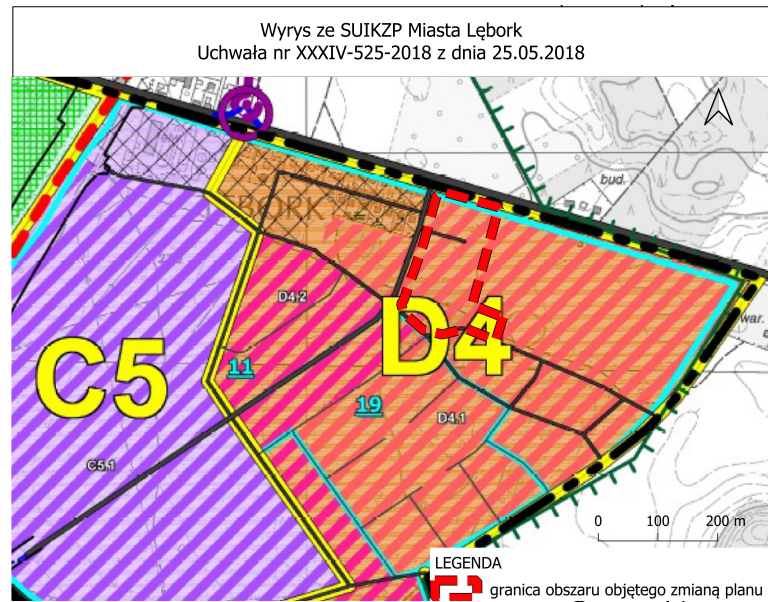 Wyrys ze SUIKZP Miasta Lębork
Uchwała nr XXXIV-525-2018 z dnia 25.05.2018
bud.
D4.2
D4
war.
C5
11
19
D4.1
C5.1
0 100 200 m
LEGENDA
granica obszaru objętego zmianą planu